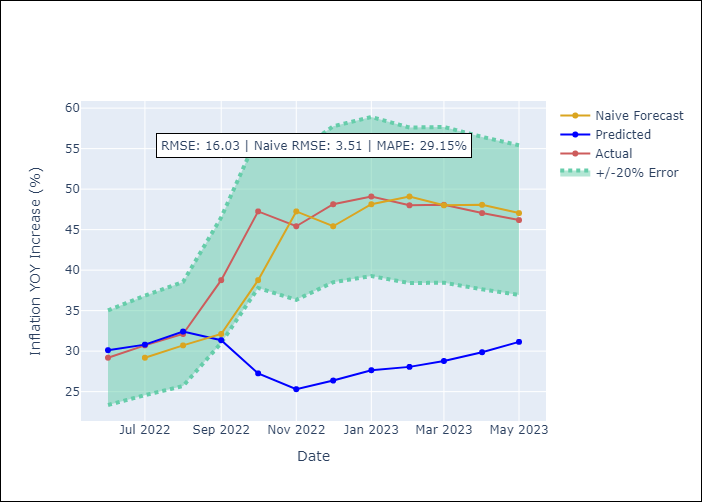 60
55
50
45
40
35
30
25
Inflation YOY Increase (%)
RMSE: 16.03 | Naive RMSE: 3.51 | MAPE: 29.15%
Jul 2022
Sep 2022
Nov 2022
Jan 2023
Mar 2023
May 2023
Date
Naive Forecast
Predicted
Actual
+/-20% Error